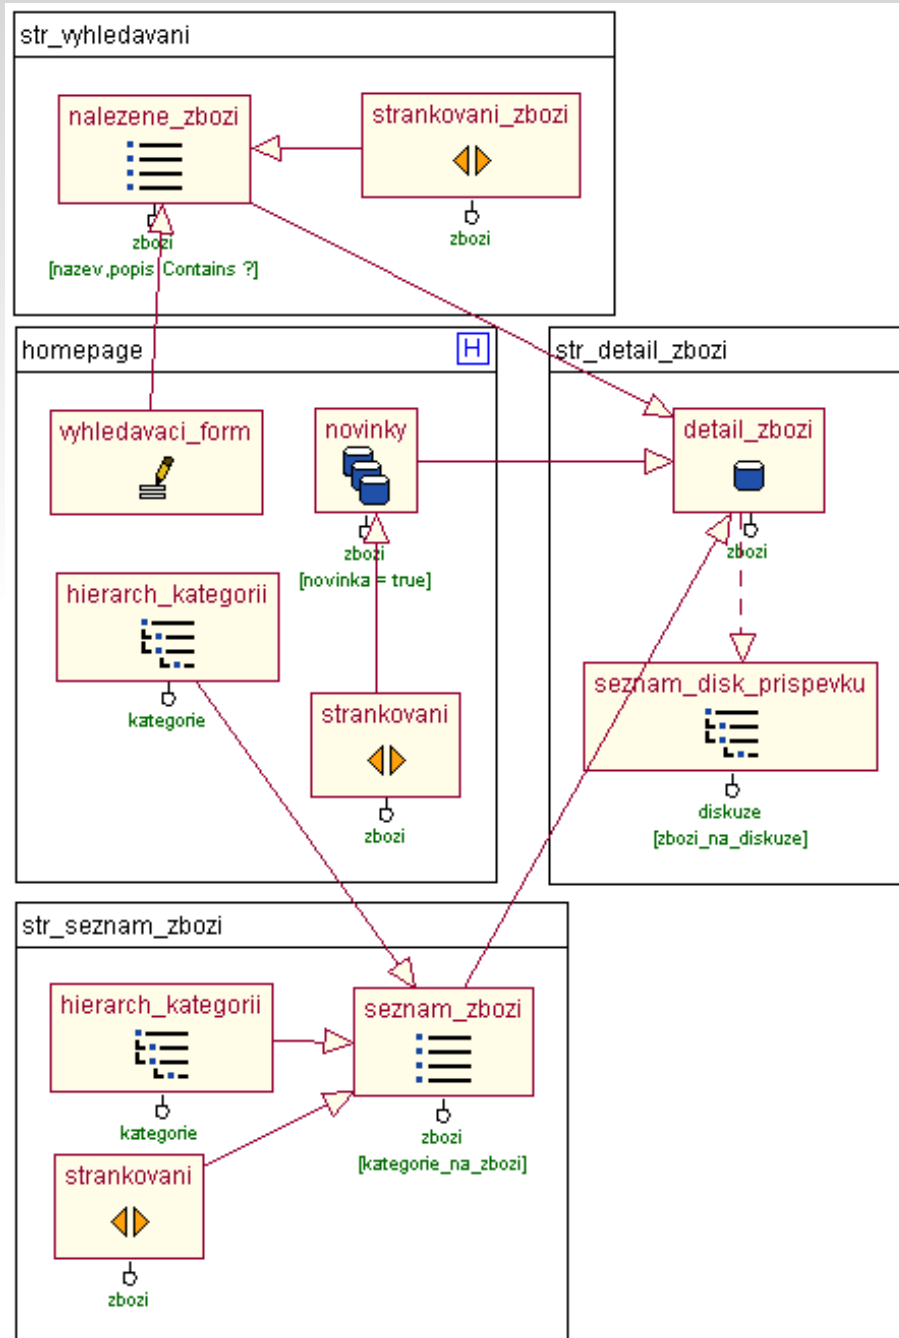 str_vyhledavani
nalezene_zbozi
zbozi
[nazev,popis Contains ?]
strankovani_zbozi
zbozi
homepage
H
vyhledavaci_form
novinky
zbozi
[novinka = true]
hierarch_kategorii
kategorie
strankovani
zbozi
str_detail_zbozi
detail_zbozi
zbozi
seznam_disk_prispevku
diskuze
[zbozi_na_diskuze]
str_seznam_zbozi
hierarch_kategorii
kategorie
seznam_zbozi
zbozi
[kategorie_na_zbozi]
strankovani
zbozi